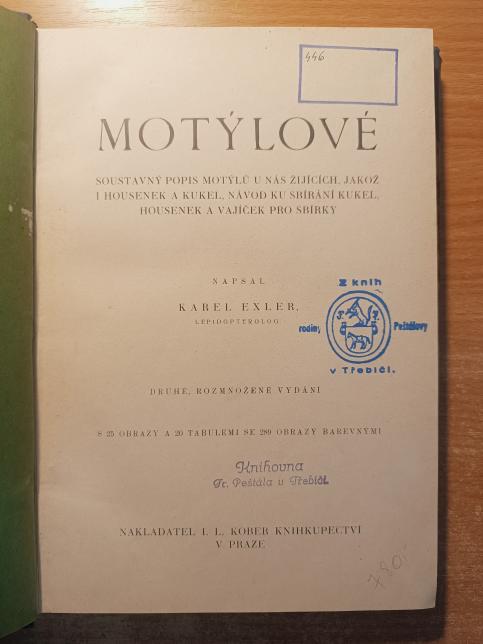 446
MOTÝLOVÉ
SOUSTAVNÝ POPIS MOTÝLŮ U NÁS ŽIJÍCÍCH, JAKOŽ
I HOUSENEK A KUKEL, NÁVOD KU SBÍRÁNÍ KUKEL,
HOUSENEK A VAJÍČEK PRO SBÍRKY
NAPSAL
KAREL EXLER,
LEPIDOPTEROLOG
Z knih
rodiny Peštálovy
v Třebíči.
DRUHÉ, ROZMNOŽENÉ VYDÁNÍ
S 25 OBRAZY A 20 TABULEMI SE 289 OBRAZY BAREVNÝMI
Knihovna
Fr. Peštála v Třebíči.
NAKLADATEL I. L. KOBER KNIHKUPECTVÍ
V PRAZE